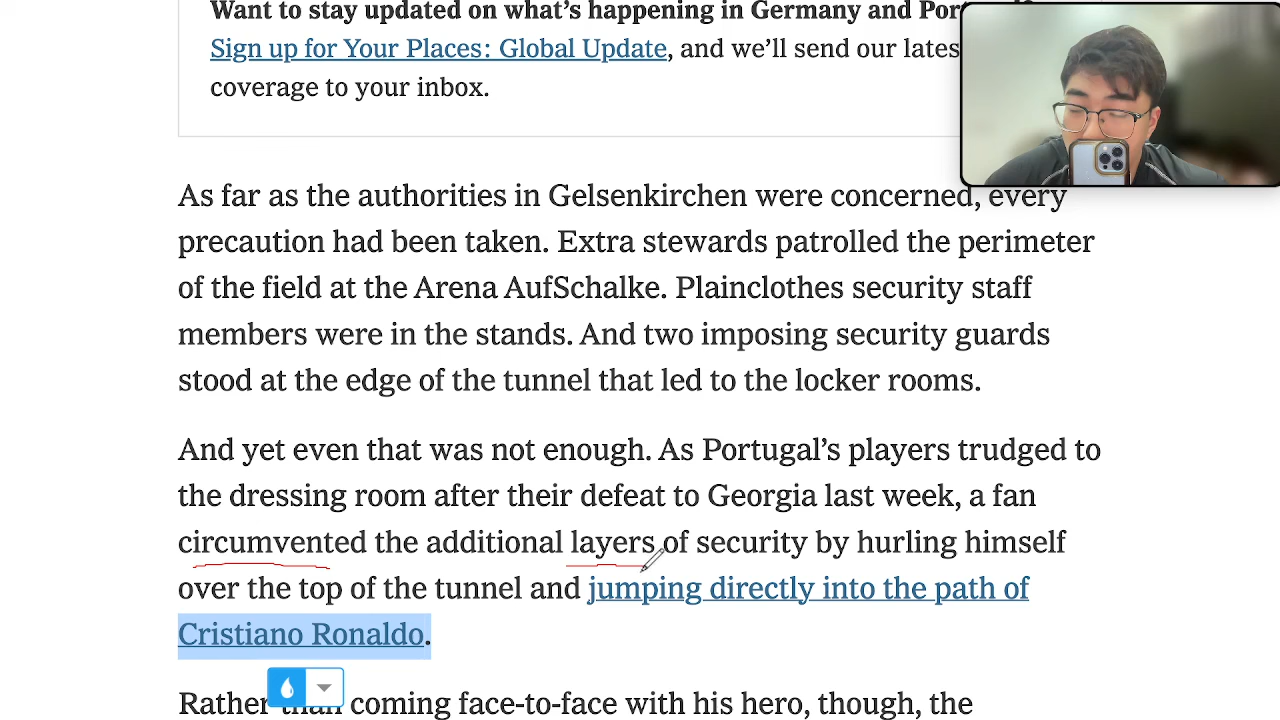 Want to stay updated on what's happening in Germany and
Sign up for Your Places: Global Update, and we'll send our
coverage to your inbox.
As far as the authorities in Gelsenkirchen were concerned, every
precaution had been taken. Extra stewards patrolled the perimeter
of the field at the Arena AufSchalke. Plainclothes security staff
members were in the stands. And two imposing security guards
stood at the edge of the tunnel that led to the locker rooms.
And yet even that was not enough. As Portugal's players trudged to
the dressing room after their defeat to Georgia last week, a fan
circumvented the additional layers of security by hurling himself
over the top of the tunnel and jumping directly into the path of
Cristiano Ronaldo.
Rather than coming face-to-face with his hero, though, the